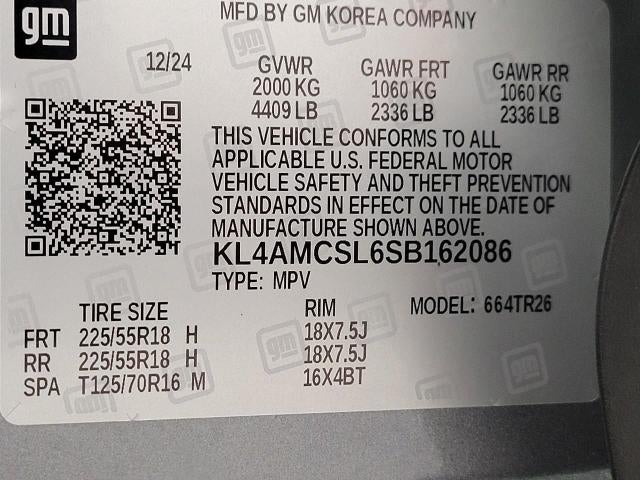 gm
MFD BY GM KOREA COMPANY
12/24 GVWR GAWR FRT GAWR RR
2000 KG 1060 KG 1060 KG
4409 LB 2336 LB 2336 LB
THIS VEHICLE CONFORMS TO ALL
APPLICABLE U.S. FEDERAL MOTOR
VEHICLE SAFETY AND THEFT PREVENTION
STANDARDS IN EFFECT ON THE DATE OF
MANUFACTURE SHOWN ABOVE.
KL4AMCSL6SB162086
TYPE: MPV
TIRE SIZE RIM MODEL: 664TR26
FRT 225/55R18 H 18X7.5J
RR 225/55R18 H 18X7.5J
SPA T125/70R16 M 16X4BT